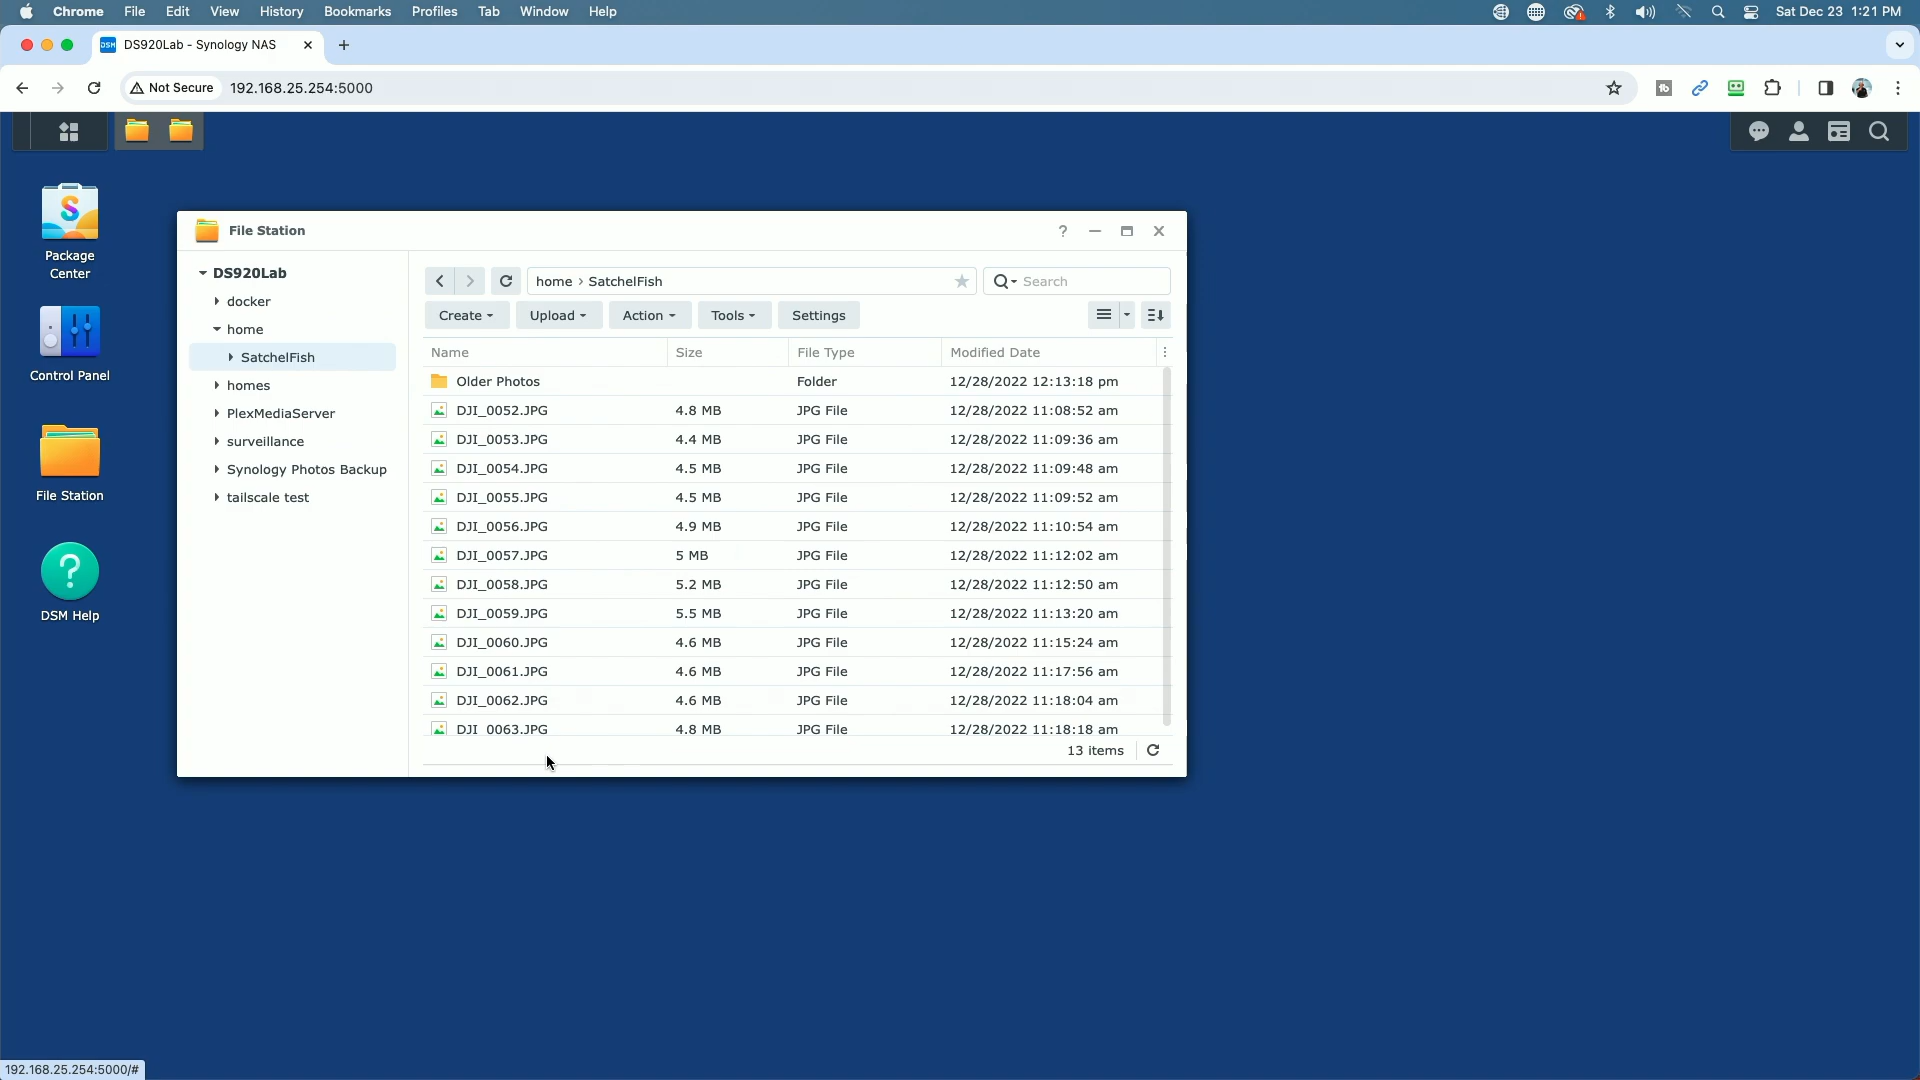 Chrome File Edit View History Bookmarks Profiles Tab Window Help Sat Dec 23 1:21 PM
DSM DS920Lab - Synology NAS
Not Secure 192.168.25.254:5000
Package
Center
Control Panel
File Station
DSM Help
File Station
DS920Lab
docker
home
SatchelFish
homes
PlexMediaServer
surveillance
Synology Photos Backup
tailscale test
home › SatchelFish Search
Create Upload Action Tools Settings
Name Size File Type Modified Date
Older Photos Folder 12/28/2022 12:13:18 pm
DJI_0052.JPG 4.8 MB JPG File 12/28/2022 11:08:52 am
DJI_0053.JPG 4.4 MB JPG File 12/28/2022 11:09:36 am
DJI_0054.JPG 4.5 MB JPG File 12/28/2022 11:09:48 am
DJI_0055.JPG 4.5 MB JPG File 12/28/2022 11:09:52 am
DJI_0056.JPG 4.9 MB JPG File 12/28/2022 11:10:54 am
DJI_0057.JPG 5 MB JPG File 12/28/2022 11:12:02 am
DJI_0058.JPG 5.2 MB JPG File 12/28/2022 11:12:50 am
DJI_0059.JPG 5.5 MB JPG File 12/28/2022 11:13:20 am
DJI_0060.JPG 4.6 MB JPG File 12/28/2022 11:15:24 am
DJI_0061.JPG 4.6 MB JPG File 12/28/2022 11:17:56 am
DJI_0062.JPG 4.6 MB JPG File 12/28/2022 11:18:04 am
DJI_0063.JPG 4.8 MB JPG File 12/28/2022 11:18:18 am
13 items
192.168.25.254:5000/#